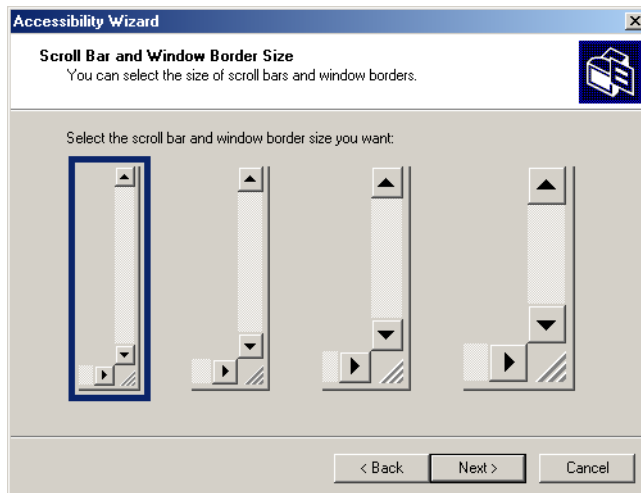 Accessibility Wizard
Scroll Bar and Window Border Size
You can select the size of scroll bars and window borders.
Select the scroll bar and window border size you want:
< Back Next > Cancel